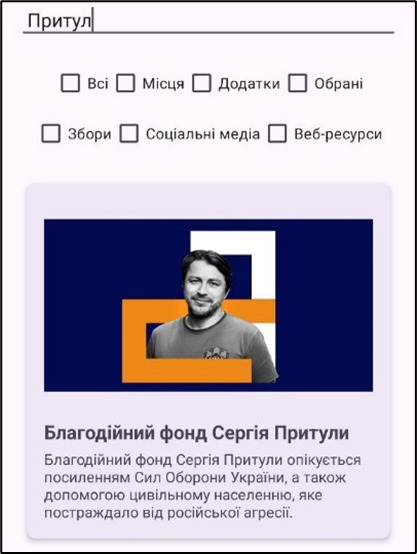 Притул
Всі Місця Додатки Обрані
Збори Соціальні медіа Веб-ресурси
Благодійний фонд Сергія Притули
Благодійний фонд Сергія Притули опікується
посиленням Сил Оборони України, а також
допомогою цивільному населенню, яке
постраждало від російської агресії.